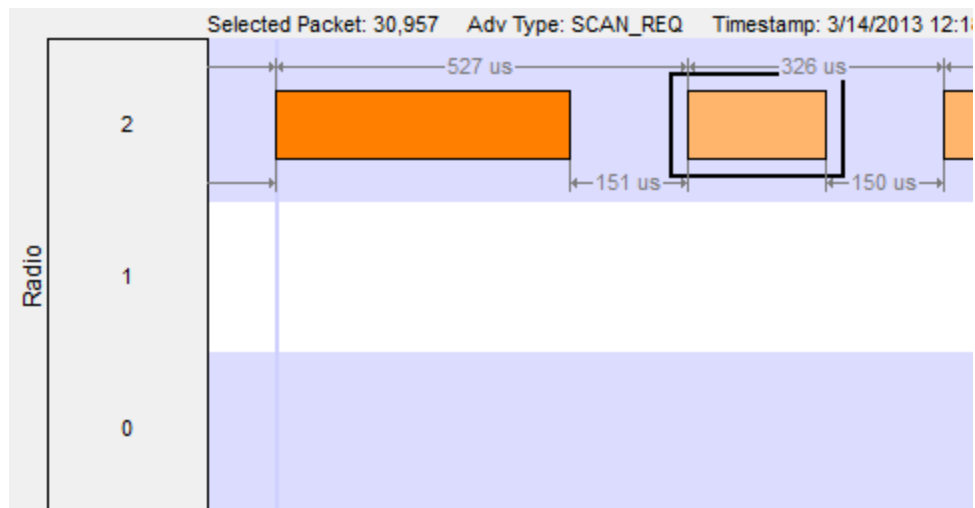 Selected Packet: 30,957 Adv Type: SCAN_REQ Timestamp: 3/14/2013 12:18
527 us 326 us
2
151 us 150 us
Radio
1
0